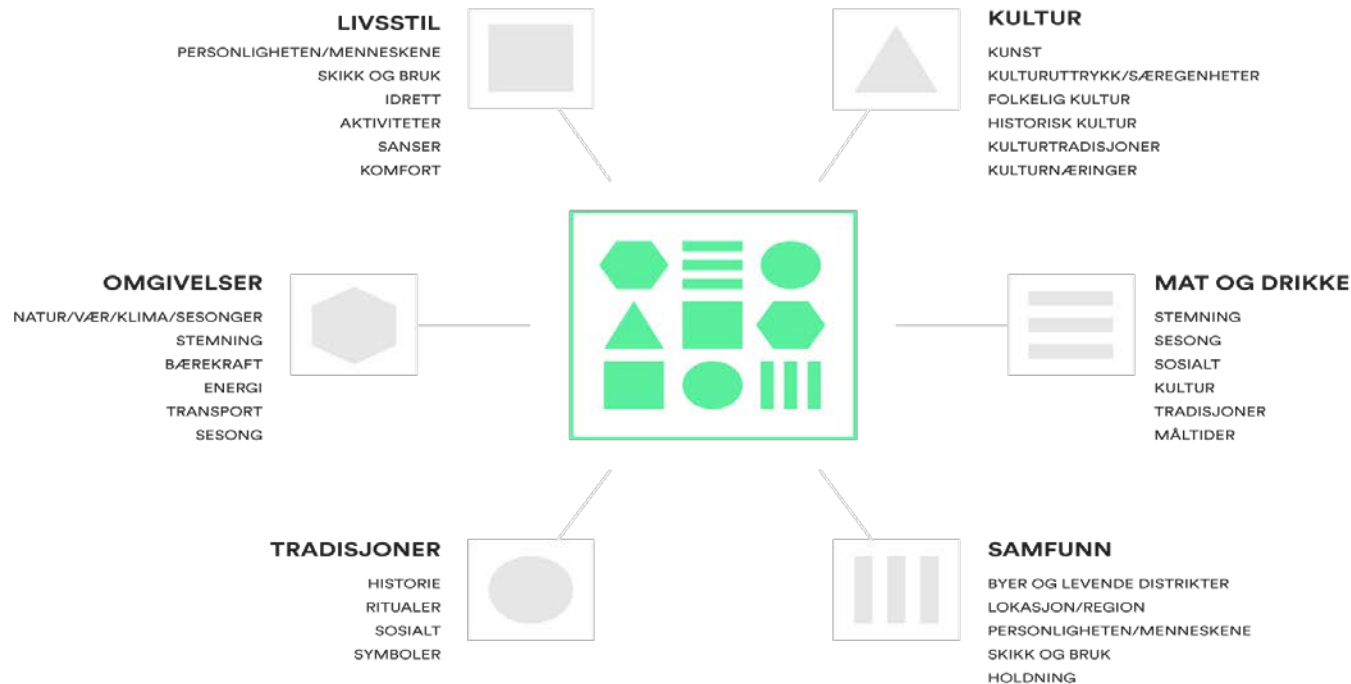 LIVSSTIL
PERSONLIGHETEN/MENNESKENE
SKIKK OG BRUK
IDRETT
AKTIVITETER
SANSER
KOMFORT
KULTUR
KUNST
KULTURUTTRYKK/SÆREGENHETER
FOLKELIG KULTUR
HISTORISK KULTUR
KULTURTRADISJONER
KULTURNÆRINGER
OMGIVELSER
NATUR/VÆR/KLIMA/SESONGER
STEMNING
BÆREKRAFT
ENERGI
TRANSPORT
SESONG
MAT OG DRIKKE
STEMNING
SESONG
SOSIALT
KULTUR
TRADISJONER
MÅLTIDER
TRADISJONER
HISTORIE
RITUALER
SOSIALT
SYMBOLER
SAMFUNN
BYER OG LEVENDE DISTRIKTER
LOKASJON/REGION
PERSONLIGHETEN/MENNESKENE
SKIKK OG BRUK
HOLDNING